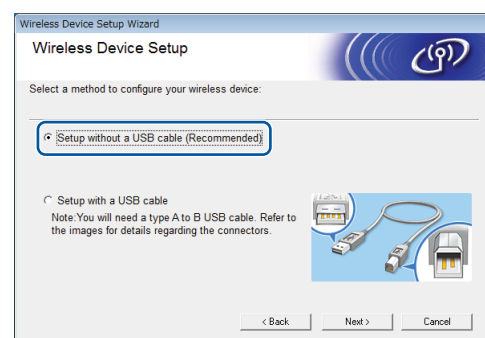 Wireless Device Setup Wizard
Wireless Device Setup
Select a method to configure your wireless device:
Setup without a USB cable (Recommended)
Setup with a USB cable
Note:You will need a type A to B USB cable. Refer to
the images for details regarding the connectors.
< Back Next > Cancel